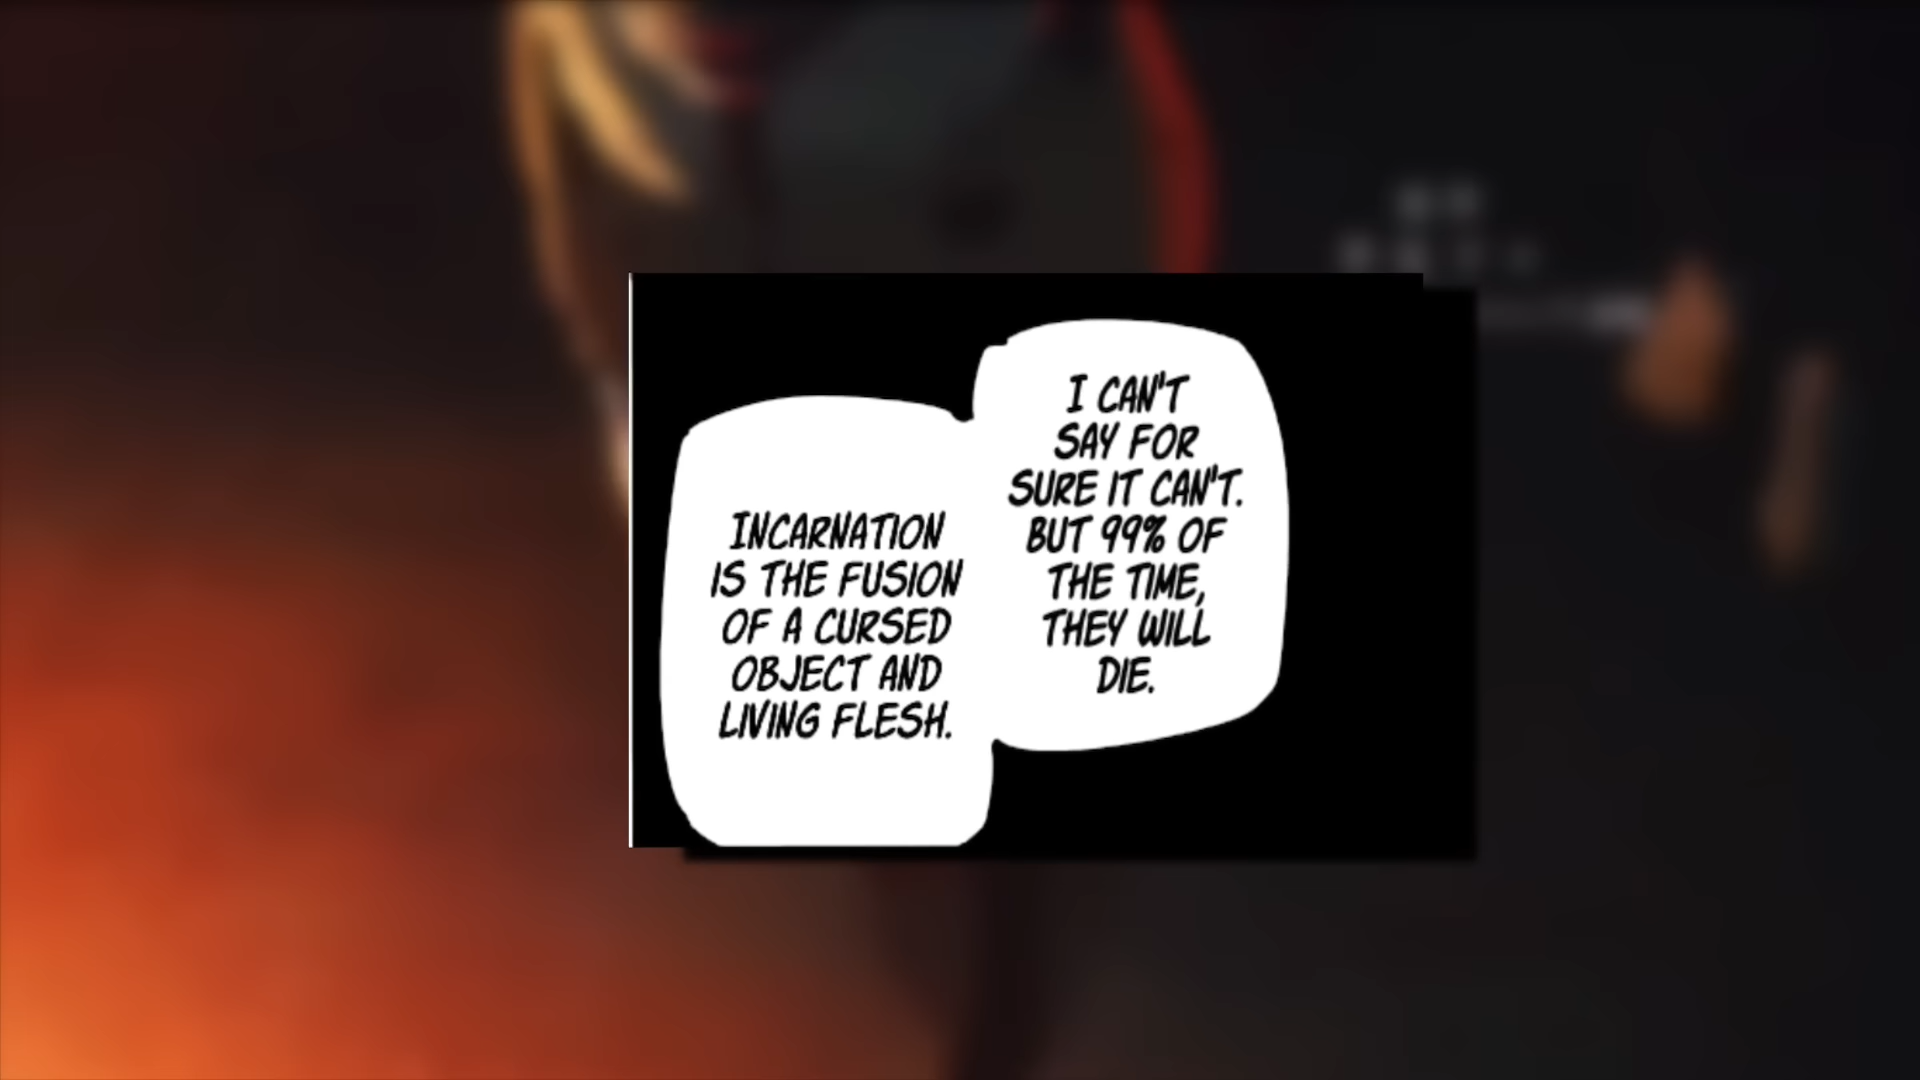 I CAN'T
SAY FOR
SURE IT CAN'T.
BUT 99% OF
THE TIME,
THEY WILL
DIE.
INCARNATION
IS THE FUSION
OF A CURSED
OBJECT AND
LIVING FLESH.